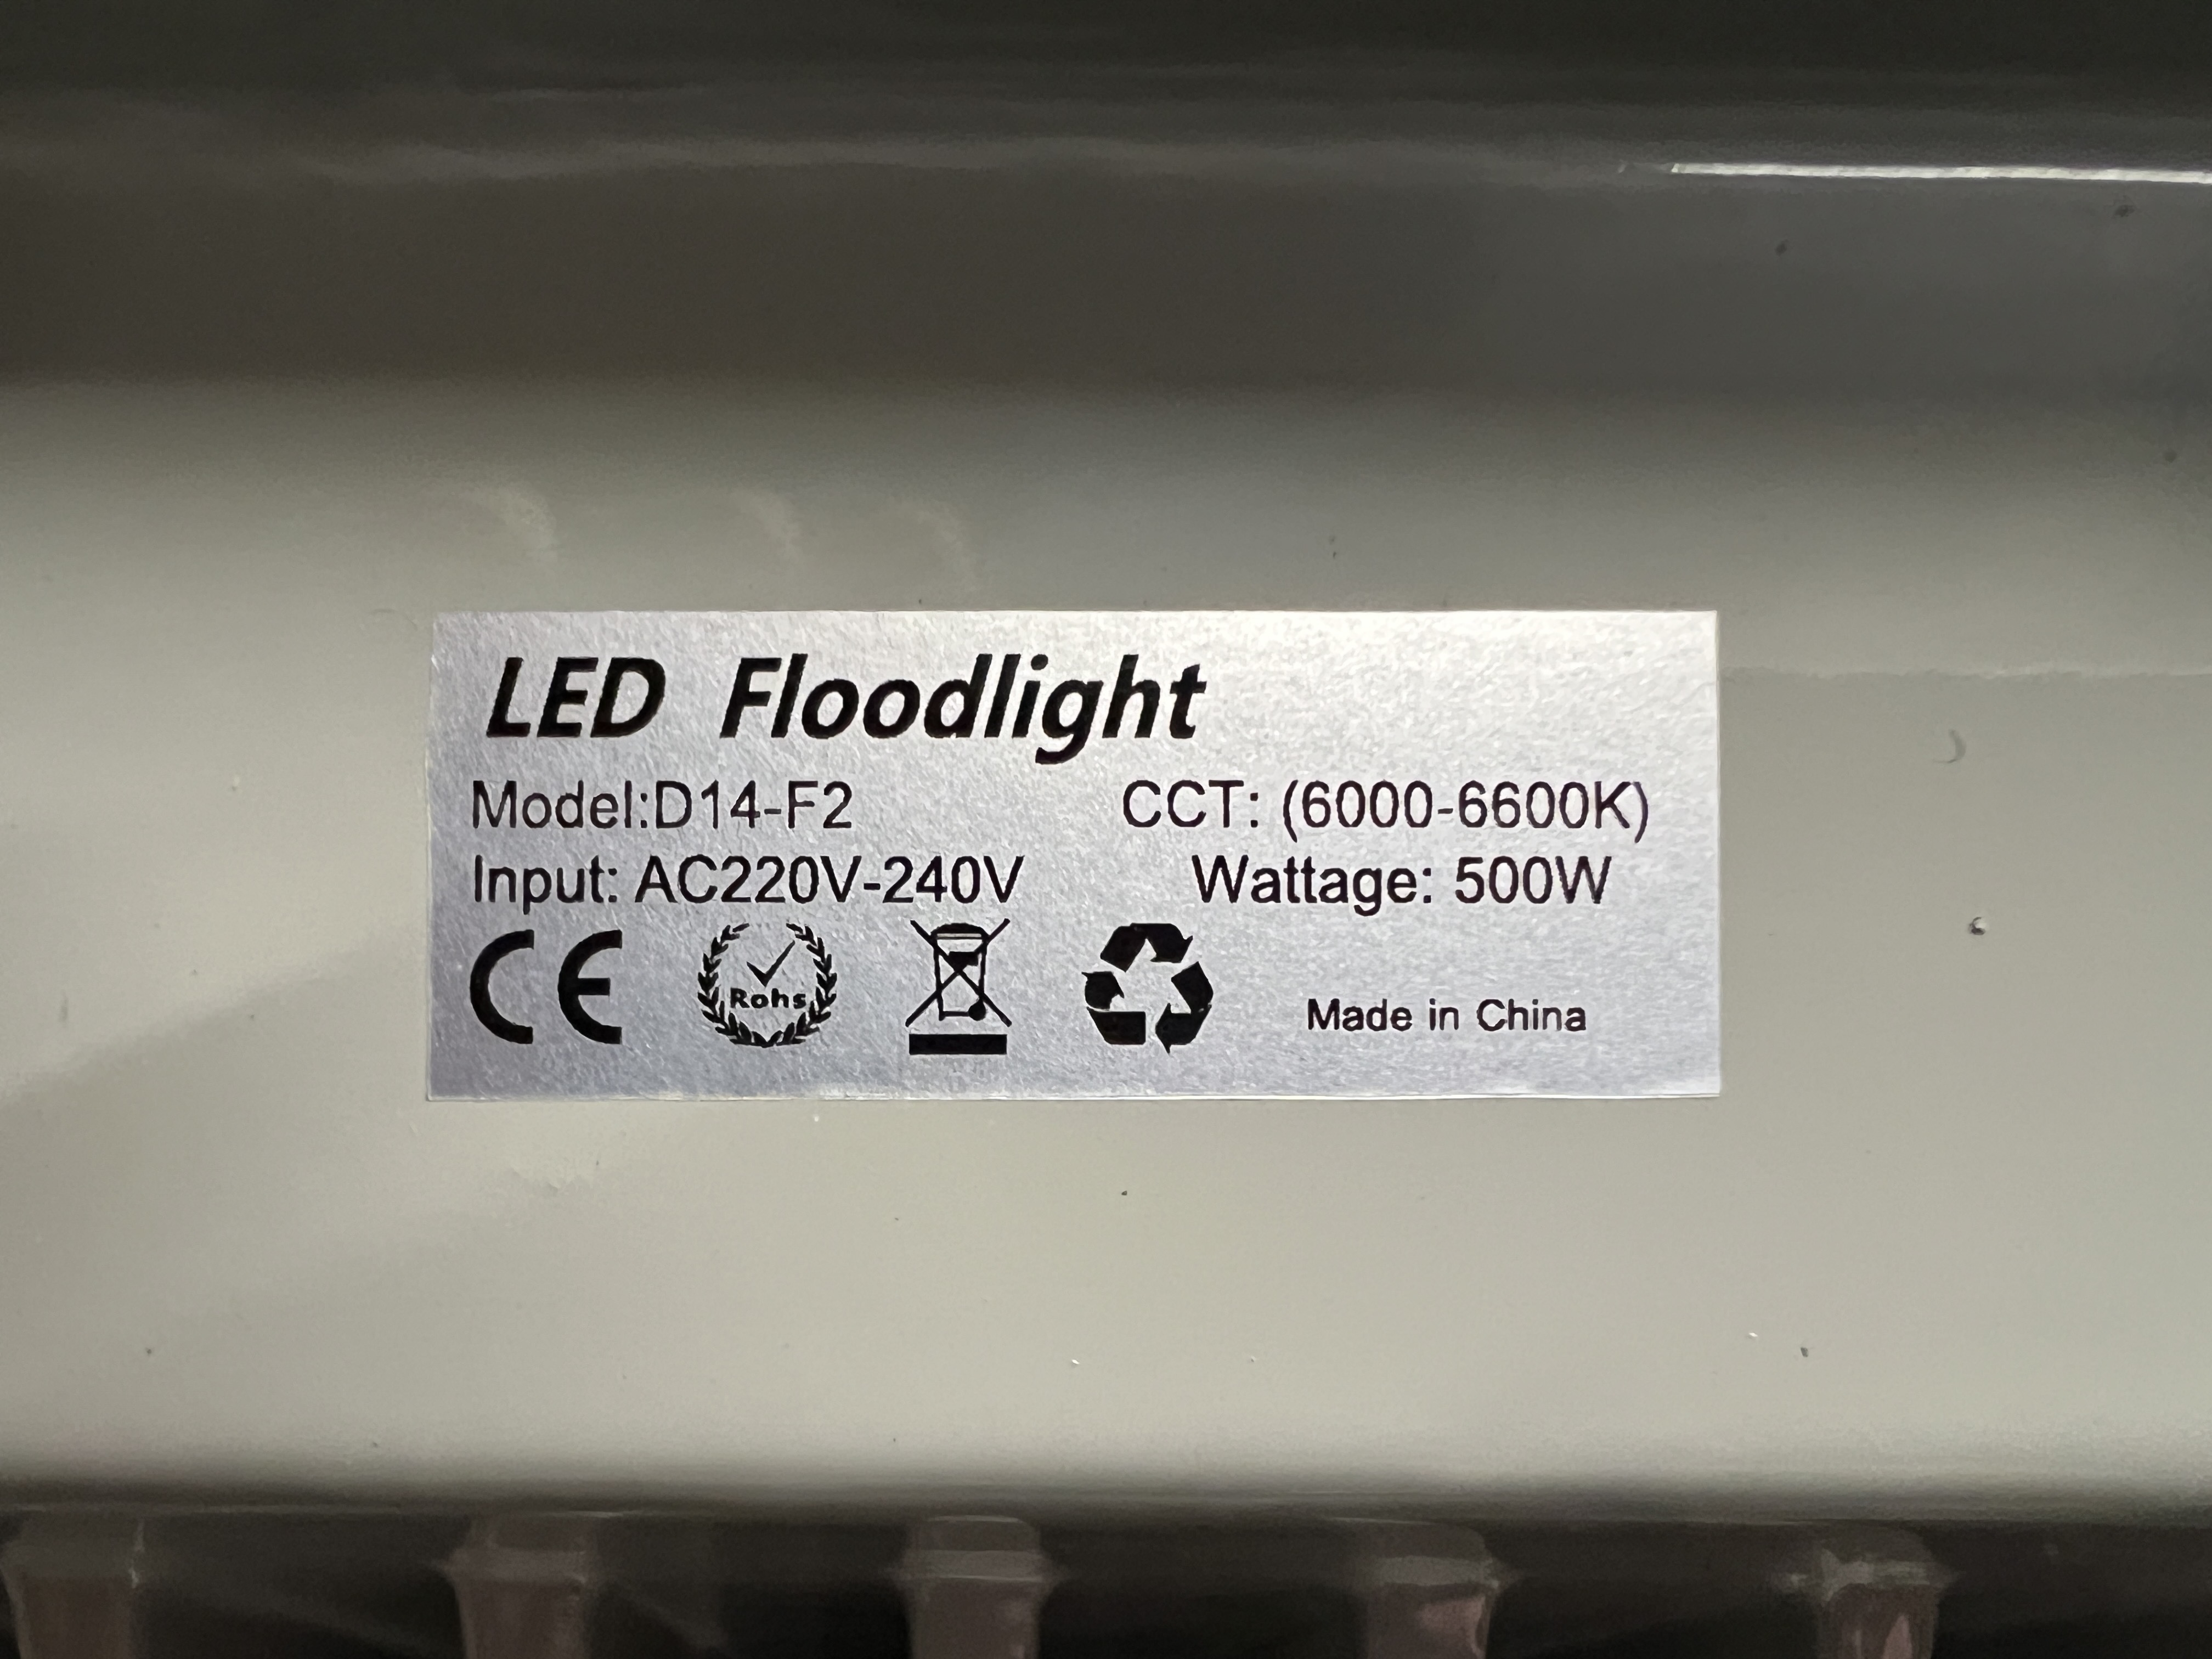 LED Floodlight
Model:D14-F2 CCT: (6000-6600K)
Input: AC220V-240V Wattage: 500W
CE Rohs Made in China